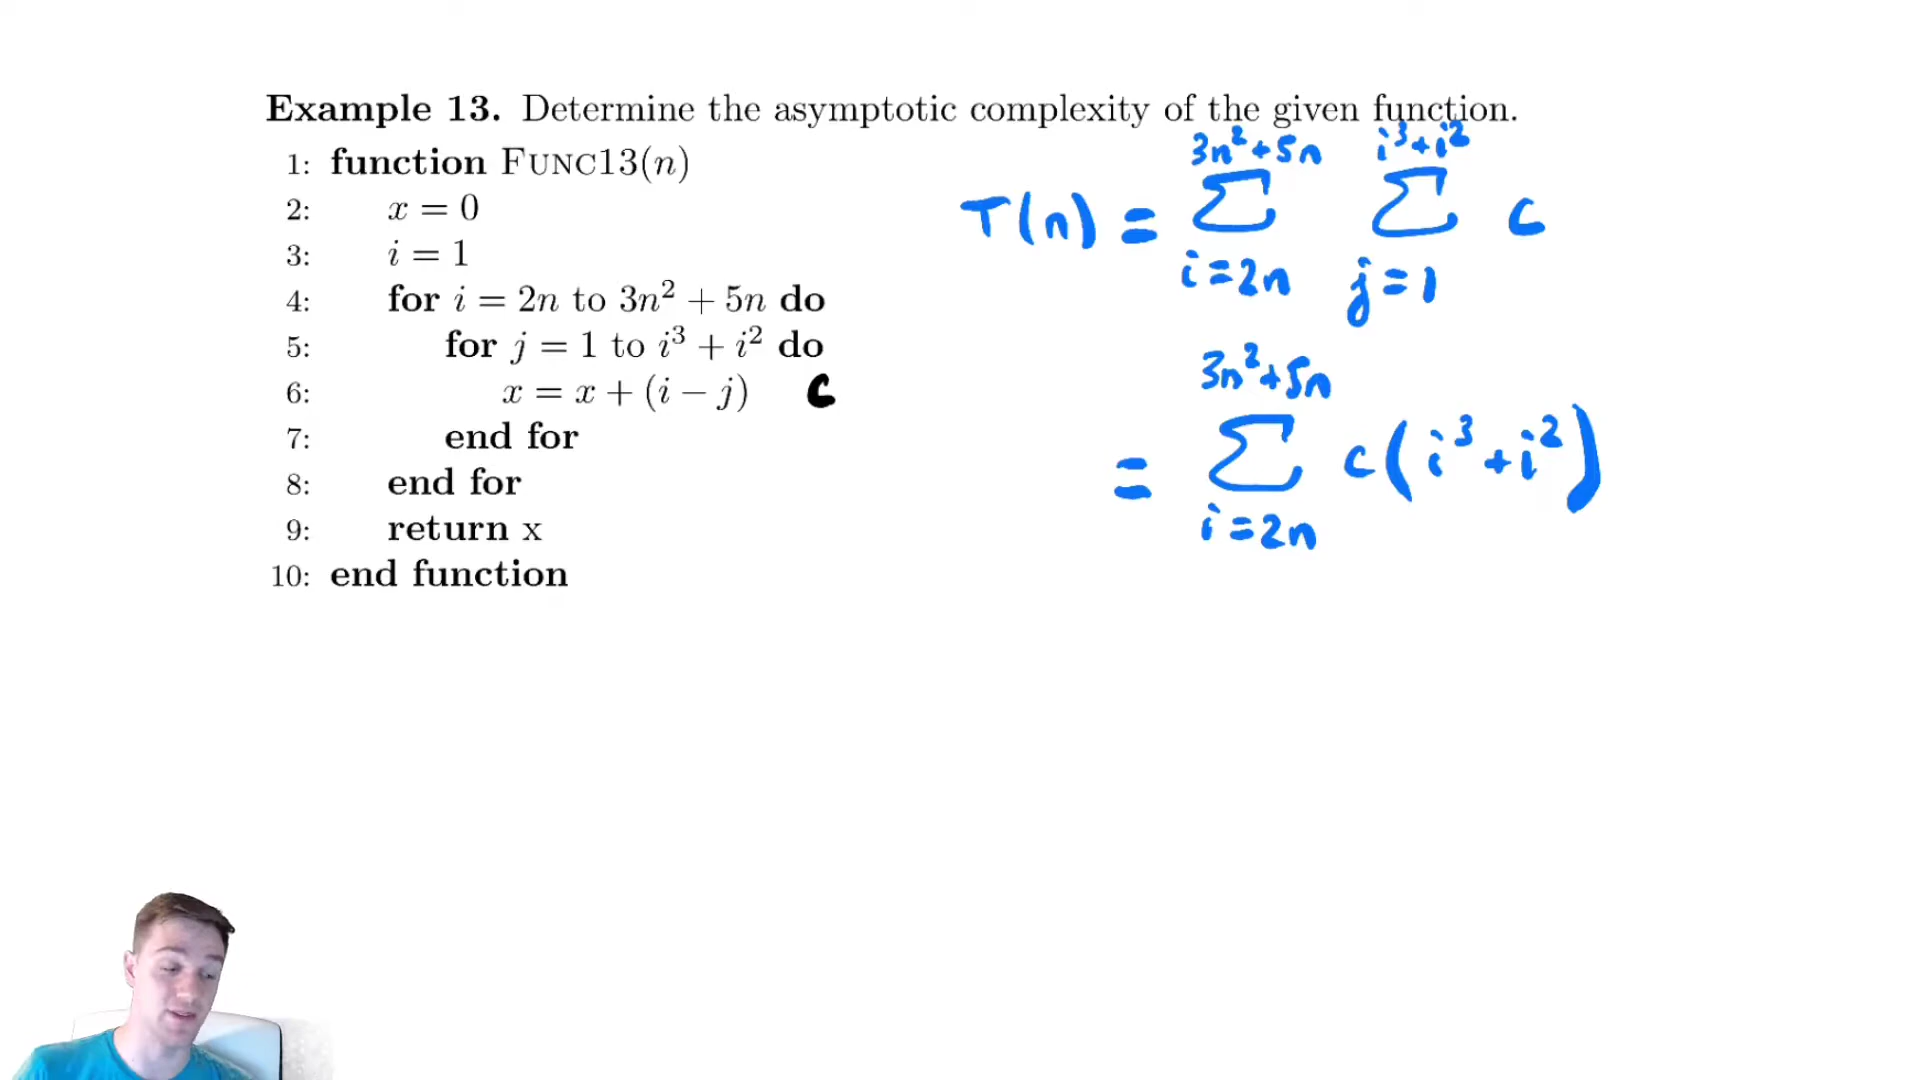 Example 13. Determine the asymptotic complexity of the given function.
1: function FUNC13(n)
2: x = 0
3: i = 1
4: for i = 2n to 3n² + 5n do
5: for j = 1 to i³ + i² do
6: x = x + (i − j) c
7: end for
8: end for
9: return x
10: end function
3n²+5n i³+i²
T(n) = Σ Σ c
i=2n j=1
3n²+5n
= Σ c(i³+i²)
i=2n